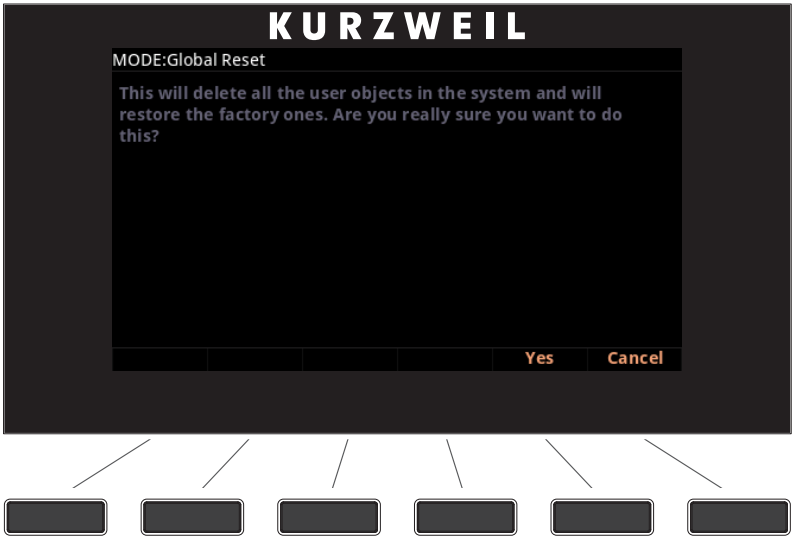 KURZWEIL
MODE:Global Reset
This will delete all the user objects in the system and will
restore the factory ones. Are you really sure you want to do
this?
Yes Cancel